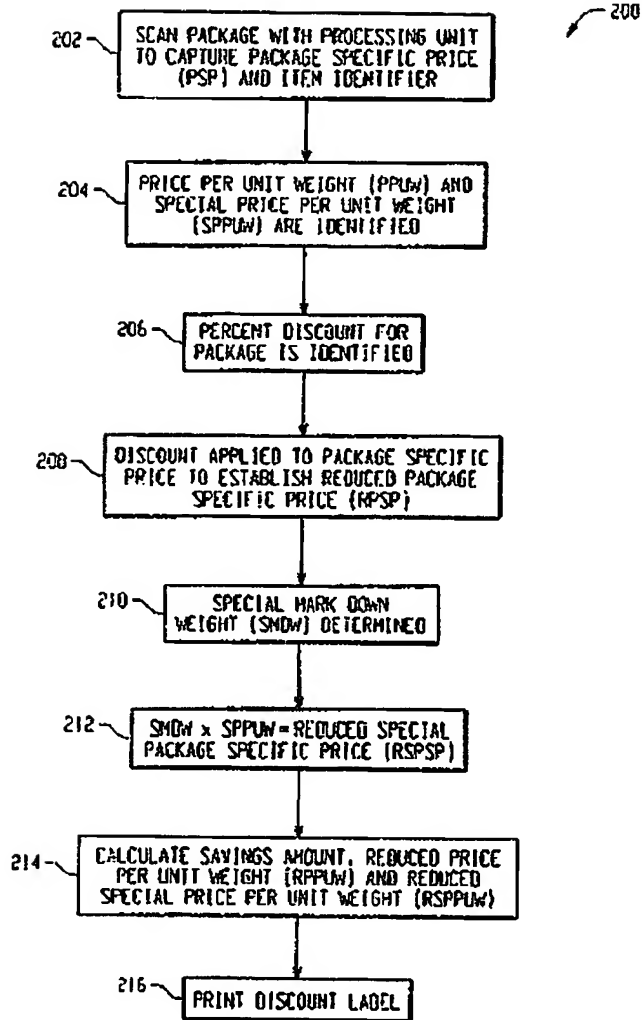 200
202
SCAN PACKAGE WITH PROCESSING UNIT
TO CAPTURE PACKAGE SPECIFIC PRICE
(PSP) AND ITEM IDENTIFIER
204
PRICE PER UNIT WEIGHT (PPUW) AND
SPECIAL PRICE PER UNIT WEIGHT
(SPPUW) ARE IDENTIFIED
206
PERCENT DISCOUNT FOR
PACKAGE IS IDENTIFIED
208
DISCOUNT APPLIED TO PACKAGE SPECIFIC
PRICE TO ESTABLISH REDUCED PACKAGE
SPECIFIC PRICE (RPSP)
210
SPECIAL MARK DOWN
WEIGHT (SMDW) DETERMINED
212
SMDW x SPPUW = REDUCED SPECIAL
PACKAGE SPECIFIC PRICE (RSPSP)
214
CALCULATE SAVINGS AMOUNT, REDUCED PRICE
PER UNIT WEIGHT (RPPUW) AND REDUCED
SPECIAL PRICE PER UNIT WEIGHT (RSPPUW)
216
PRINT DISCOUNT LABEL